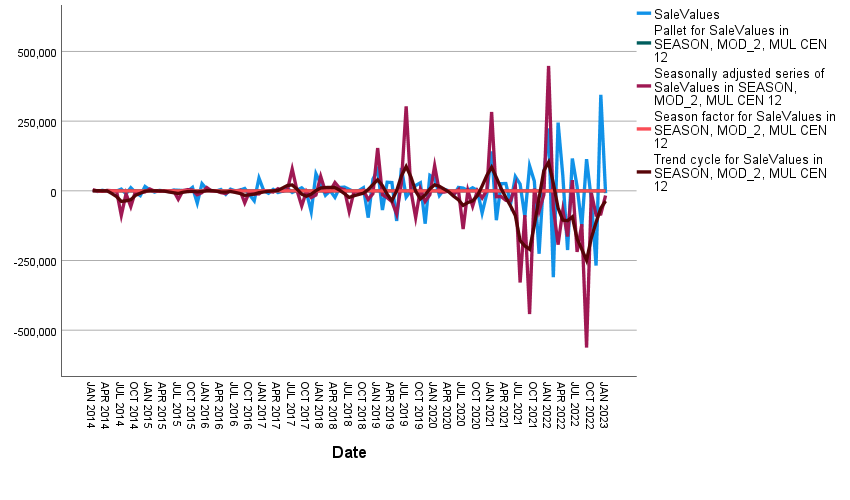 SaleValues
Pallet for SaleValues in
SEASON, MOD_2, MUL CEN
12
Seasonally adjusted series of
SaleValues in SEASON,
MOD_2, MUL CEN 12
Season factor for SaleValues in
SEASON, MOD_2, MUL CEN
12
Trend cycle for SaleValues in
SEASON, MOD_2, MUL CEN
12
500,000
250,000
0
-250,000
-500,000
JAN 2014
APR 2014
JUL 2014
OCT 2014
JAN 2015
APR 2015
JUL 2015
OCT 2015
JAN 2016
APR 2016
JUL 2016
OCT 2016
JAN 2017
APR 2017
JUL 2017
OCT 2017
JAN 2018
APR 2018
JUL 2018
OCT 2018
JAN 2019
APR 2019
JUL 2019
OCT 2019
JAN 2020
APR 2020
JUL 2020
OCT 2020
JAN 2021
APR 2021
JUL 2021
OCT 2021
JAN 2022
APR 2022
JUL 2022
OCT 2022
JAN 2023
Date